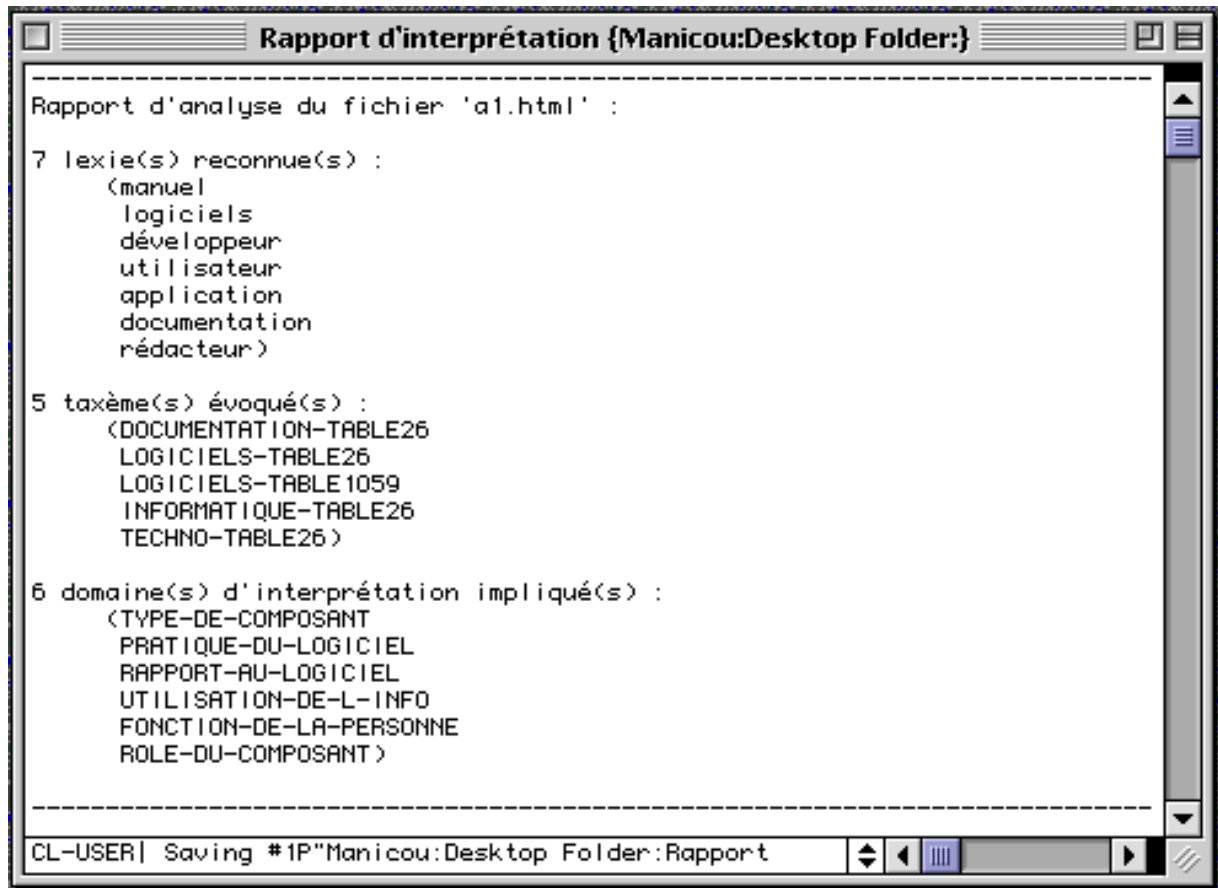 Rapport d'interprétation {Manicou:Desktop Folder:}
Rapport d'analyse du fichier 'a1.html' :
7 lexie(s) reconnue(s) :
(manuel
logiciels
développeur
utilisateur
application
documentation
rédacteur)
5 taxème(s) évoqué(s) :
(DOCUMENTATION-TABLE26
LOGICIELS-TABLE26
LOGICIELS-TABLE1059
INFORMATIQUE-TABLE26
TECHNO-TABLE26)
6 domaine(s) d'interprétation impliqué(s) :
(TYPE-DE-COMPOSANT
PRATIQUE-DU-LOGICIEL
RAPPORT-AU-LOGICIEL
UTILISATION-DE-L-INFO
FONCTION-DE-LA-PERSONNE
ROLE-DU-COMPOSANT)
CL-USER| Saving #1P"Manicou:Desktop Folder:Rapport